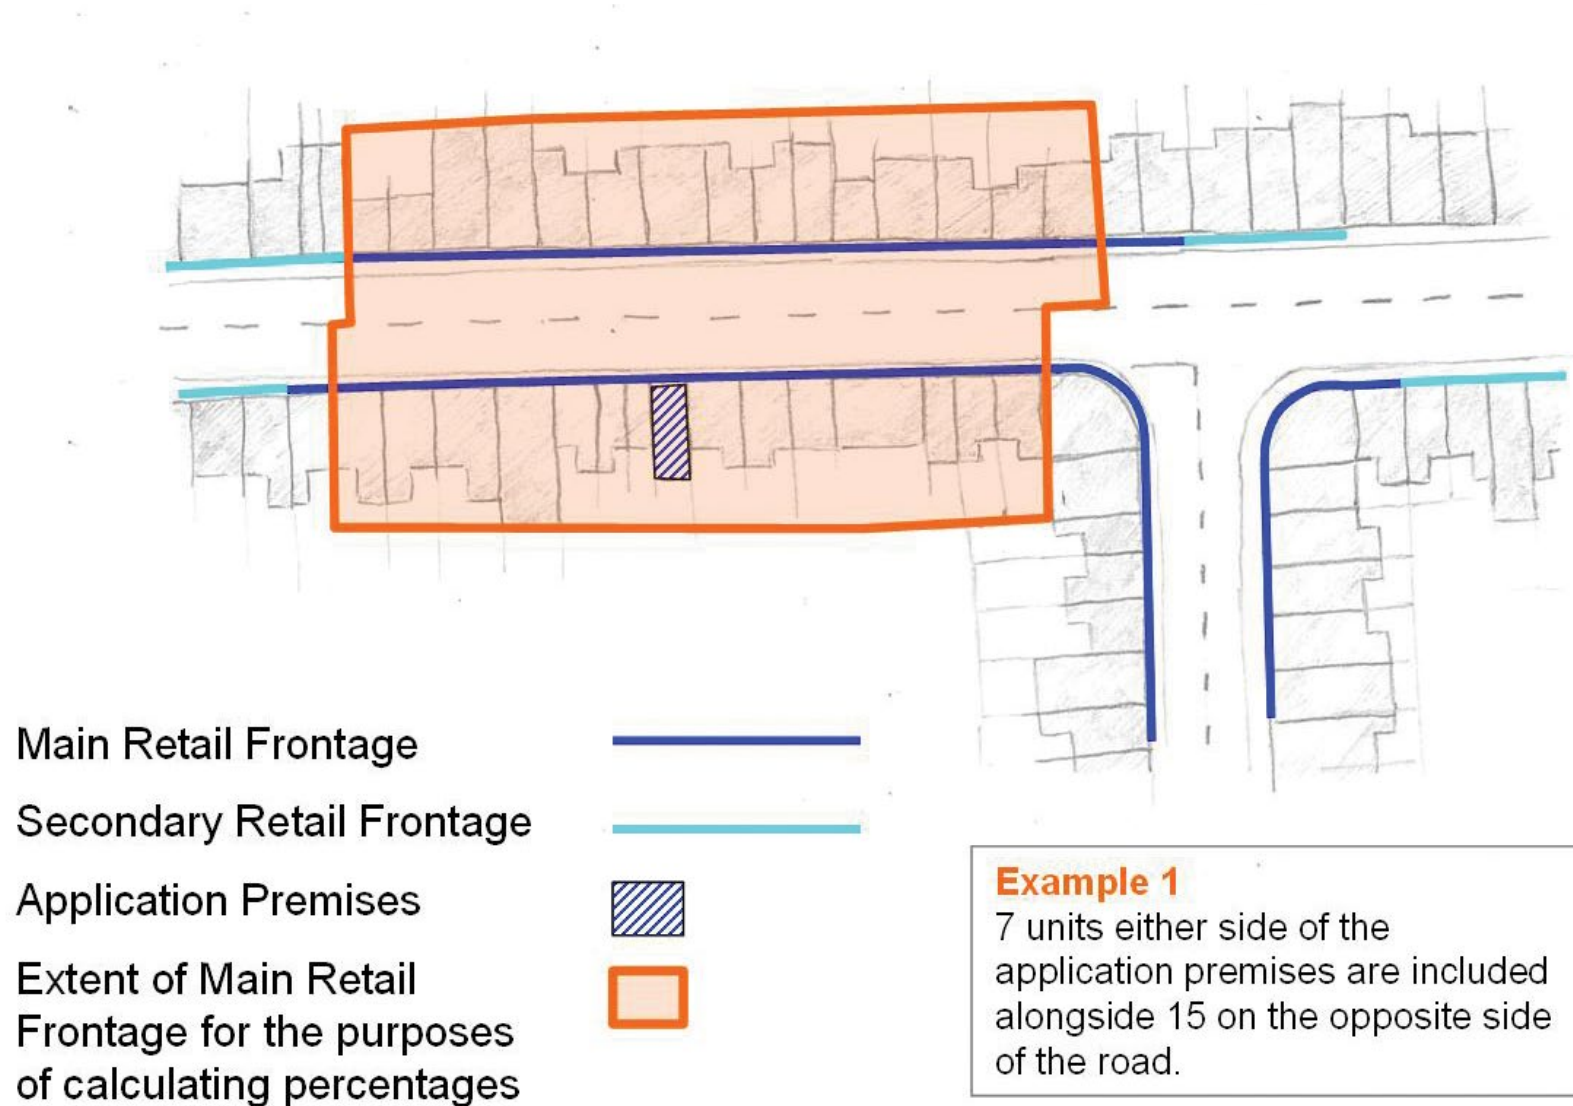 Main Retail Frontage
Secondary Retail Frontage
Application Premises
Extent of Main Retail
Frontage for the purposes
of calculating percentages
Example 1
7 units either side of the
application premises are included
alongside 15 on the opposite side
of the road.